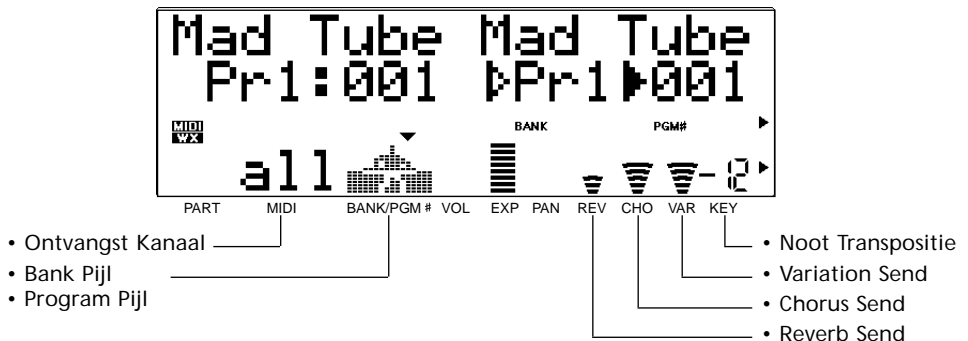 Mad Tube Mad Tube
Pr1:001 ▷Pr1▶001
MIDI
WX
BANK PGM#
all -12
PART MIDI BANK/PGM # VOL EXP PAN REV CHO VAR KEY
• Ontvangst Kanaal
• Bank Pijl
• Program Pijl
• Noot Transpositie
• Variation Send
• Chorus Send
• Reverb Send